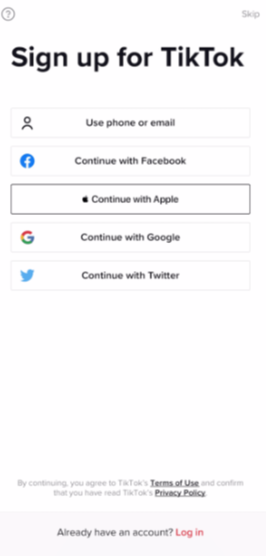 ?
Skip
Sign up for TikTok
Use phone or email
Continue with Facebook
Continue with Apple
Continue with Google
Continue with Twitter
By continuing, you agree to TikTok's Terms of Use and confirm
that you have read TikTok's Privacy Policy.
Already have an account? Log in